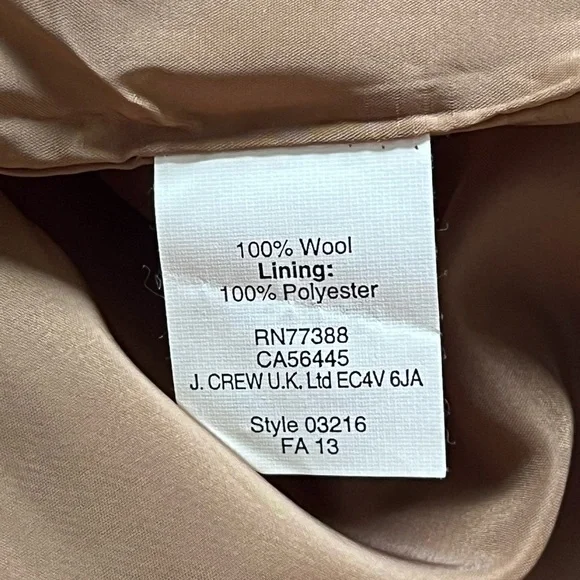 100% Wool
Lining:
100% Polyester
RN77388
CA56445
J. CREW U.K. Ltd EC4V 6JA
Style 03216
FA 13